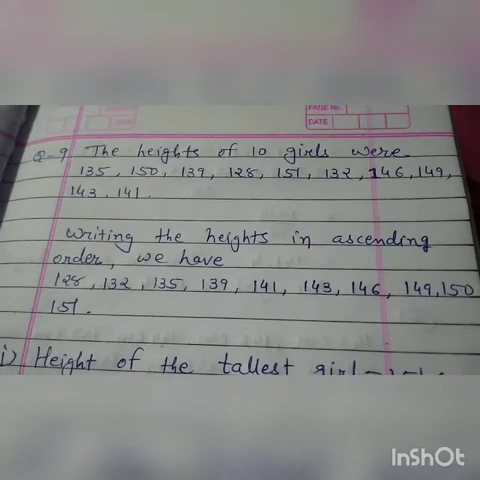 PAGE No.
DATE
Q-9 The heights of 10 girls were
135, 150, 139, 128, 151, 132, 146, 149,
143, 141.
Writing the heights in ascending
order, we have
128, 132, 135, 139, 141, 143, 146, 149, 150
151.
i) Height of the tallest girl = 151
InShOt